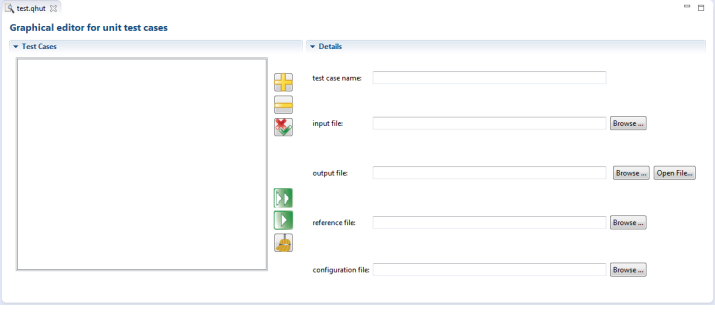 test.qhut
Graphical editor for unit test cases
Test Cases
Details
test case name:
input file:
Browse ...
output file:
Browse ...
Open File...
reference file:
Browse ...
configuration file:
Browse ...